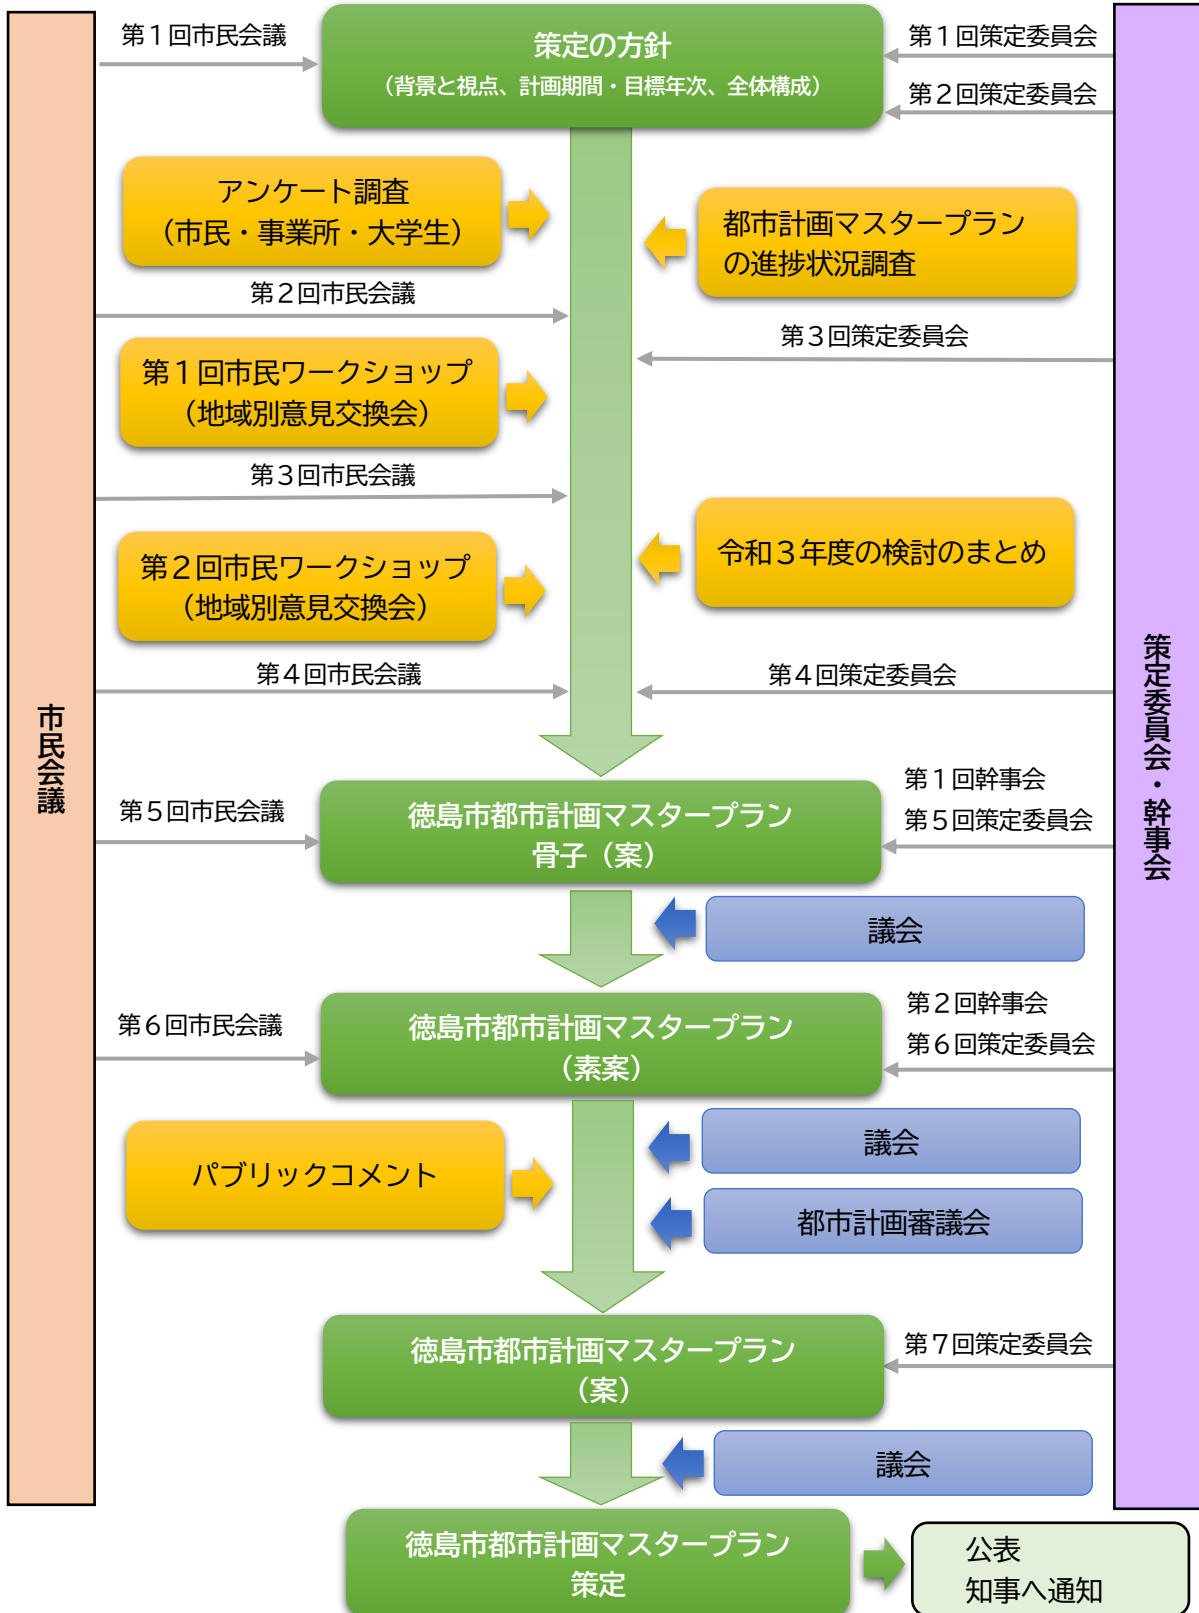 第1回市民会議
策定の方針
(背景と視点、計画期間・目標年次、全体構成)
第1回策定委員会
第2回策定委員会
アンケート調査
(市民・事業所・大学生)
都市計画マスタープラン
の進捗状況調査
第2回市民会議
第3回策定委員会
第1回市民ワークショップ
(地域別意見交換会)
第3回市民会議
令和3年度の検討のまとめ
第2回市民ワークショップ
(地域別意見交換会)
第4回市民会議
第4回策定委員会
市民会議
策定委員会・幹事会
第5回市民会議
徳島市都市計画マスタープラン
骨子(案)
第1回幹事会
第5回策定委員会
議会
第6回市民会議
徳島市都市計画マスタープラン
(素案)
第2回幹事会
第6回策定委員会
パブリックコメント
議会
都市計画審議会
徳島市都市計画マスタープラン
(案)
第7回策定委員会
議会
徳島市都市計画マスタープラン
策定
公表
知事へ通知